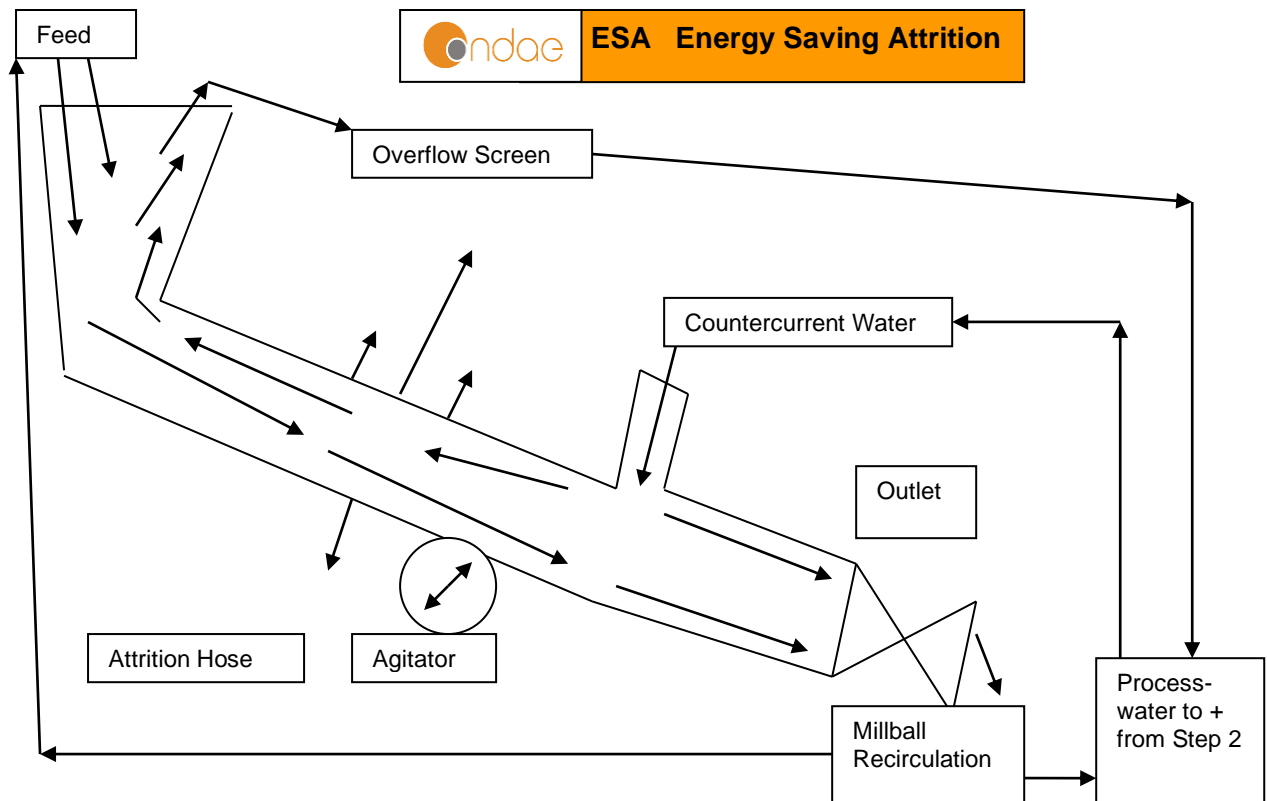 Feed
ondae
ESA Energy Saving Attrition
Overflow Screen
Countercurrent Water
Outlet
Attrition Hose
Agitator
Millball
Recirculation
Process-
water to +
from Step 2